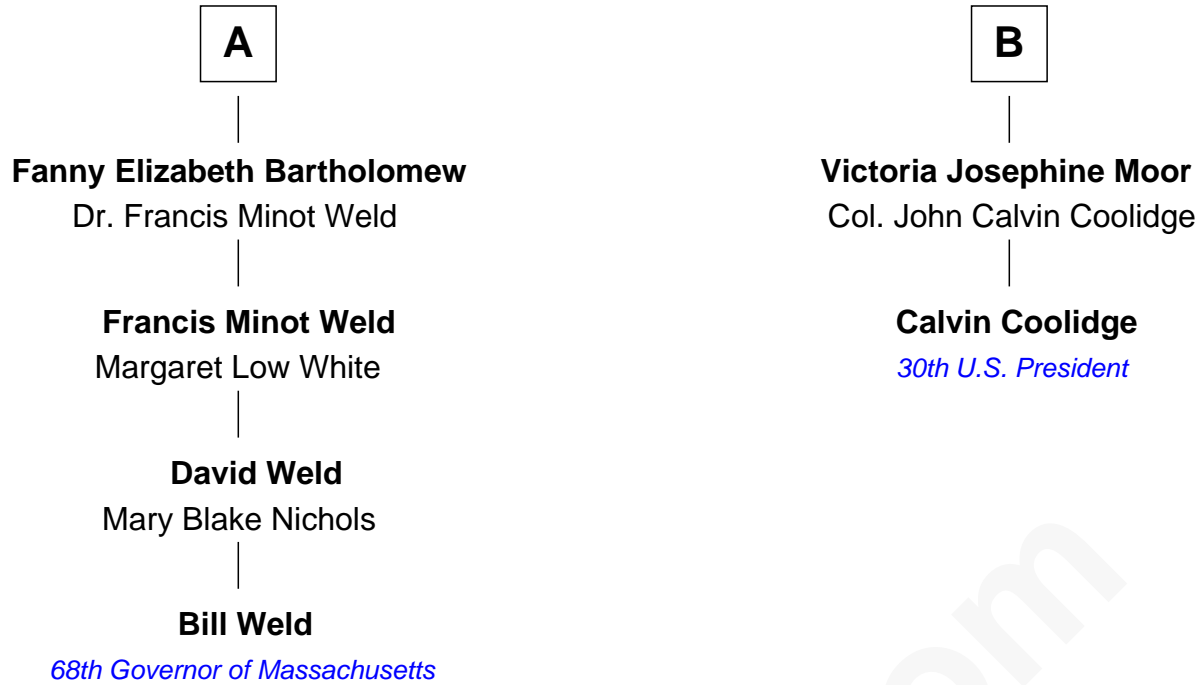 A
Fanny Elizabeth Bartholomew
Dr. Francis Minot Weld
Francis Minot Weld
Margaret Low White
David Weld
Mary Blake Nichols
Bill Weld
68th Governor of Massachusetts
B
Victoria Josephine Moor
Col. John Calvin Coolidge
Calvin Coolidge
30th U.S. President
om